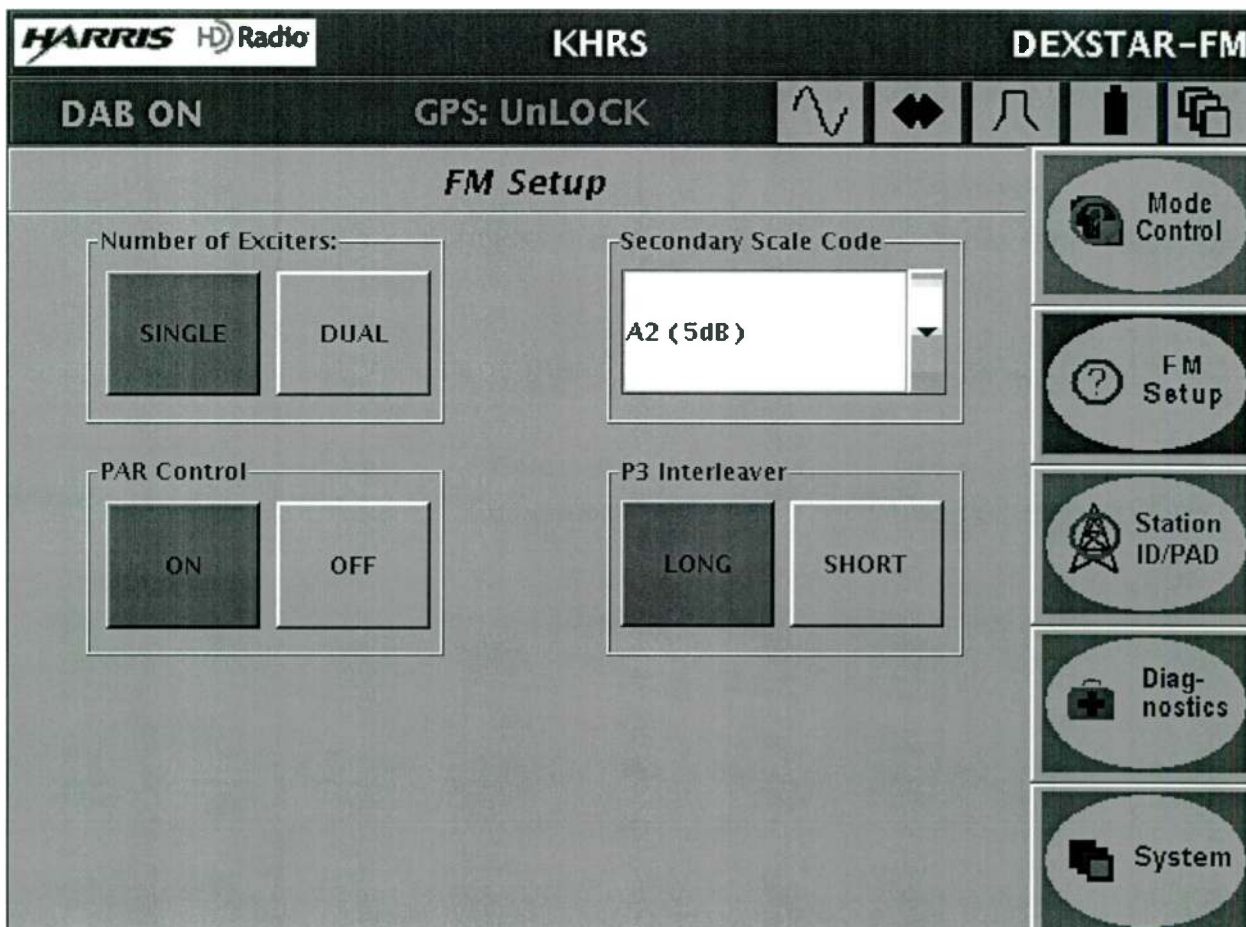 HARRIS HD Radio KHRS DEXSTAR-FM
DAB ON GPS: UnLOCK
FM Setup
Number of Exciters:
SINGLE DUAL
Secondary Scale Code
A2 (5dB)
PAR Control
ON OFF
P3 Interleaver
LONG SHORT
Mode
Control
?
FM
Setup
Station
ID/PAD
Diag-
nostics
System